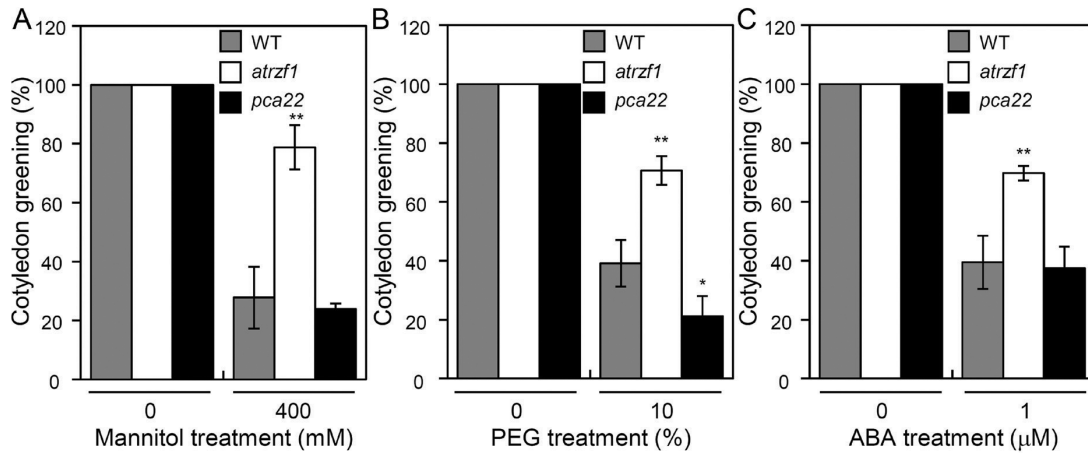 A
Cotyledon greening (%)
120
100
80
60
40
20
0
WT
atrzf1
pca22
**
0
400
Mannitol treatment (mM)
B
Cotyledon greening (%)
120
100
80
60
40
20
0
WT
atrzf1
pca22
**
*
0
10
PEG treatment (%)
C
Cotyledon greening (%)
120
100
80
60
40
20
0
WT
atrzf1
pca22
**
0
1
ABA treatment (μM)